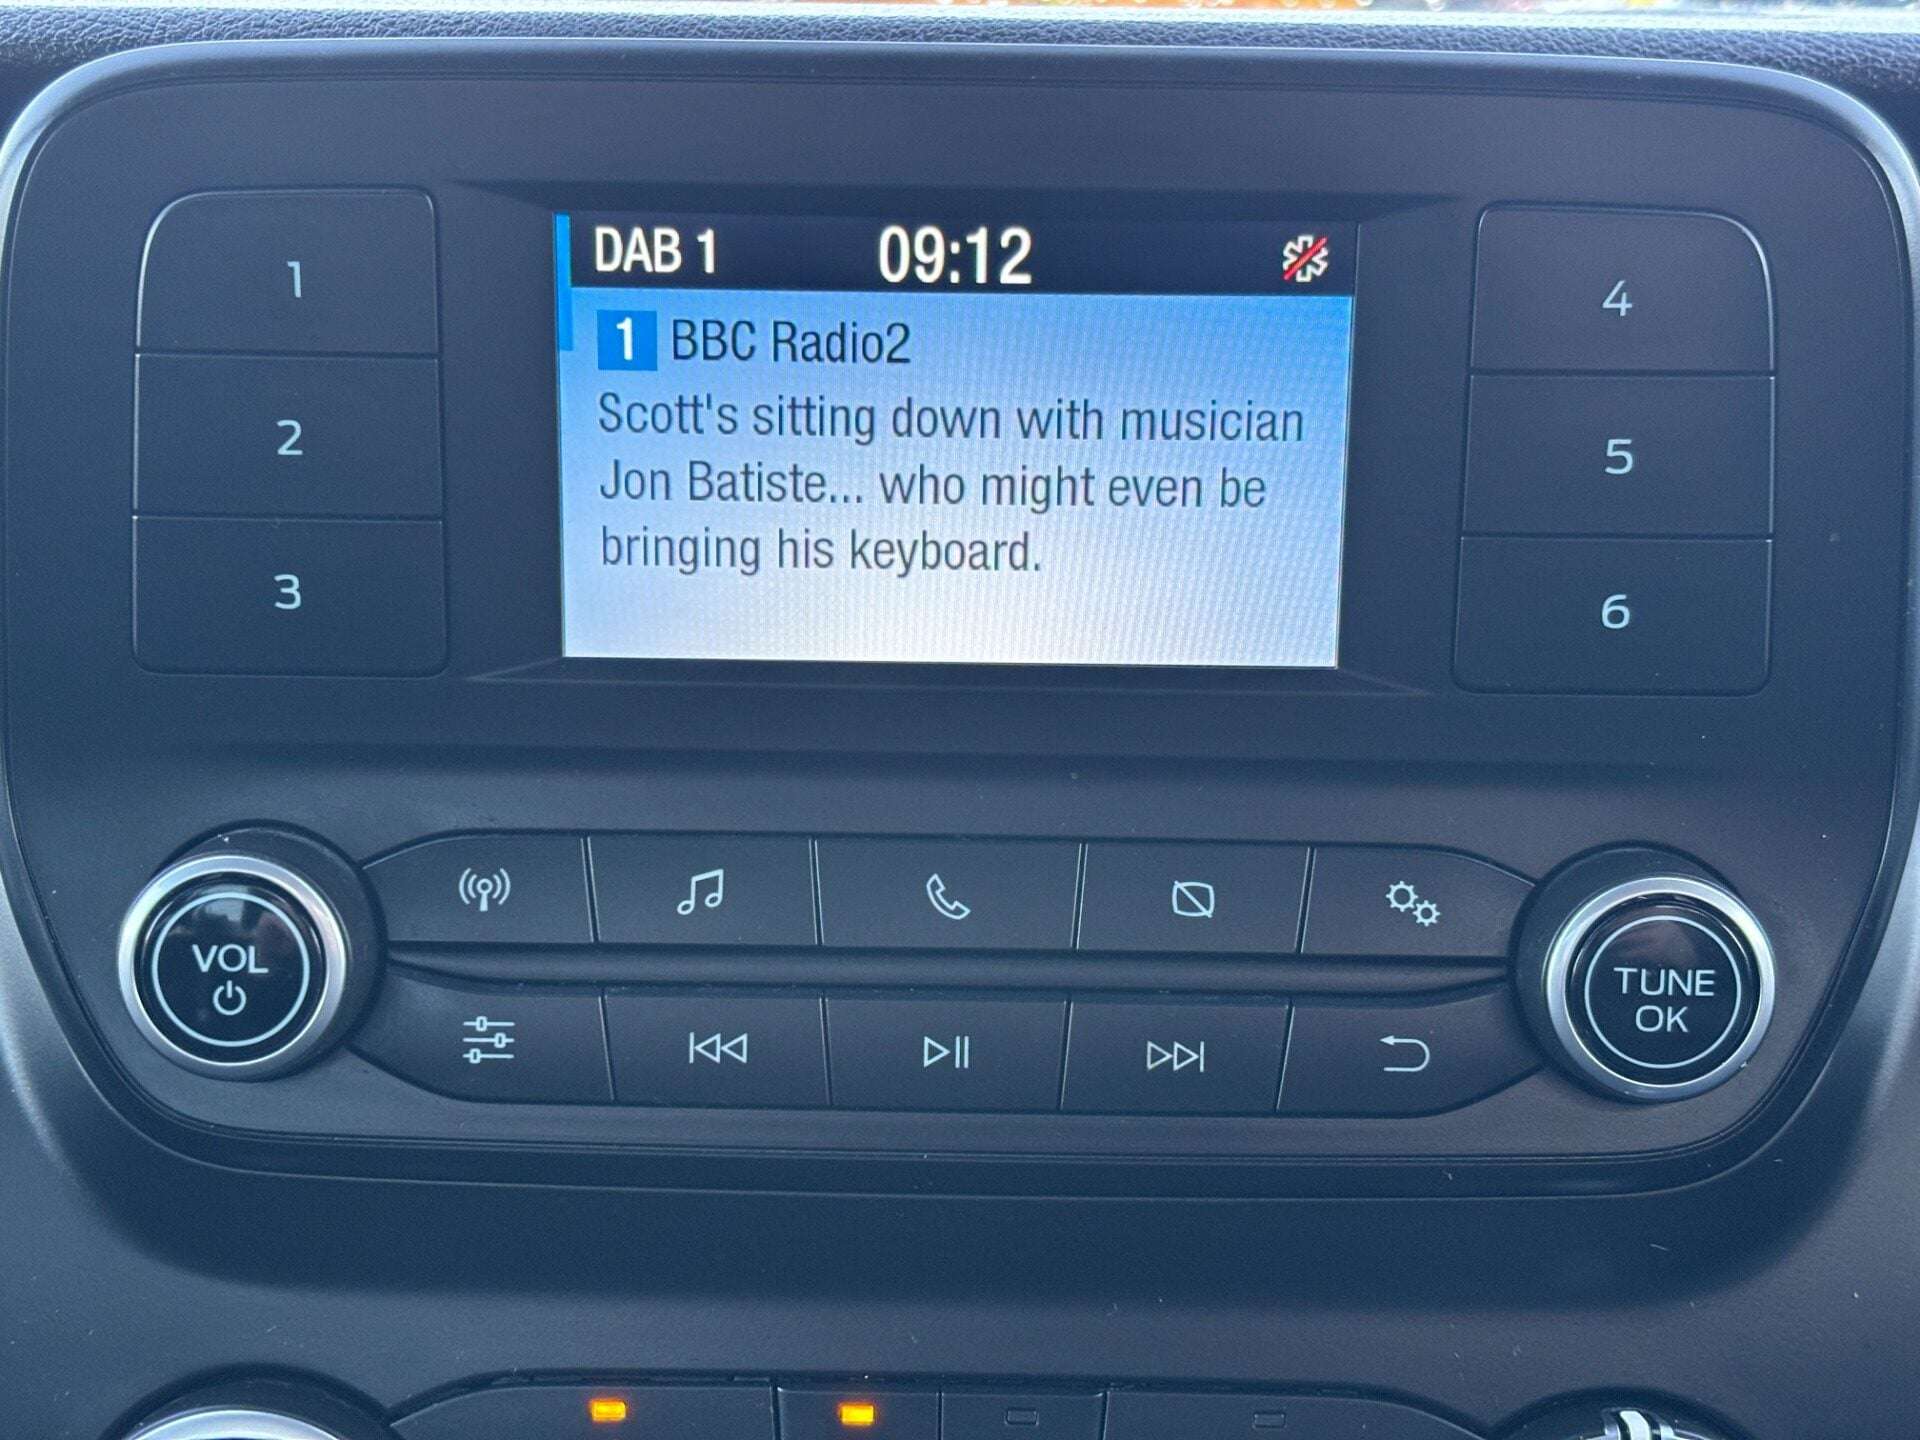 DAB 1 09:12
1 BBC Radio2
Scott's sitting down with musician
Jon Batiste... who might even be
bringing his keyboard.
1
2
3
4
5
6
VOL
TUNE
OK